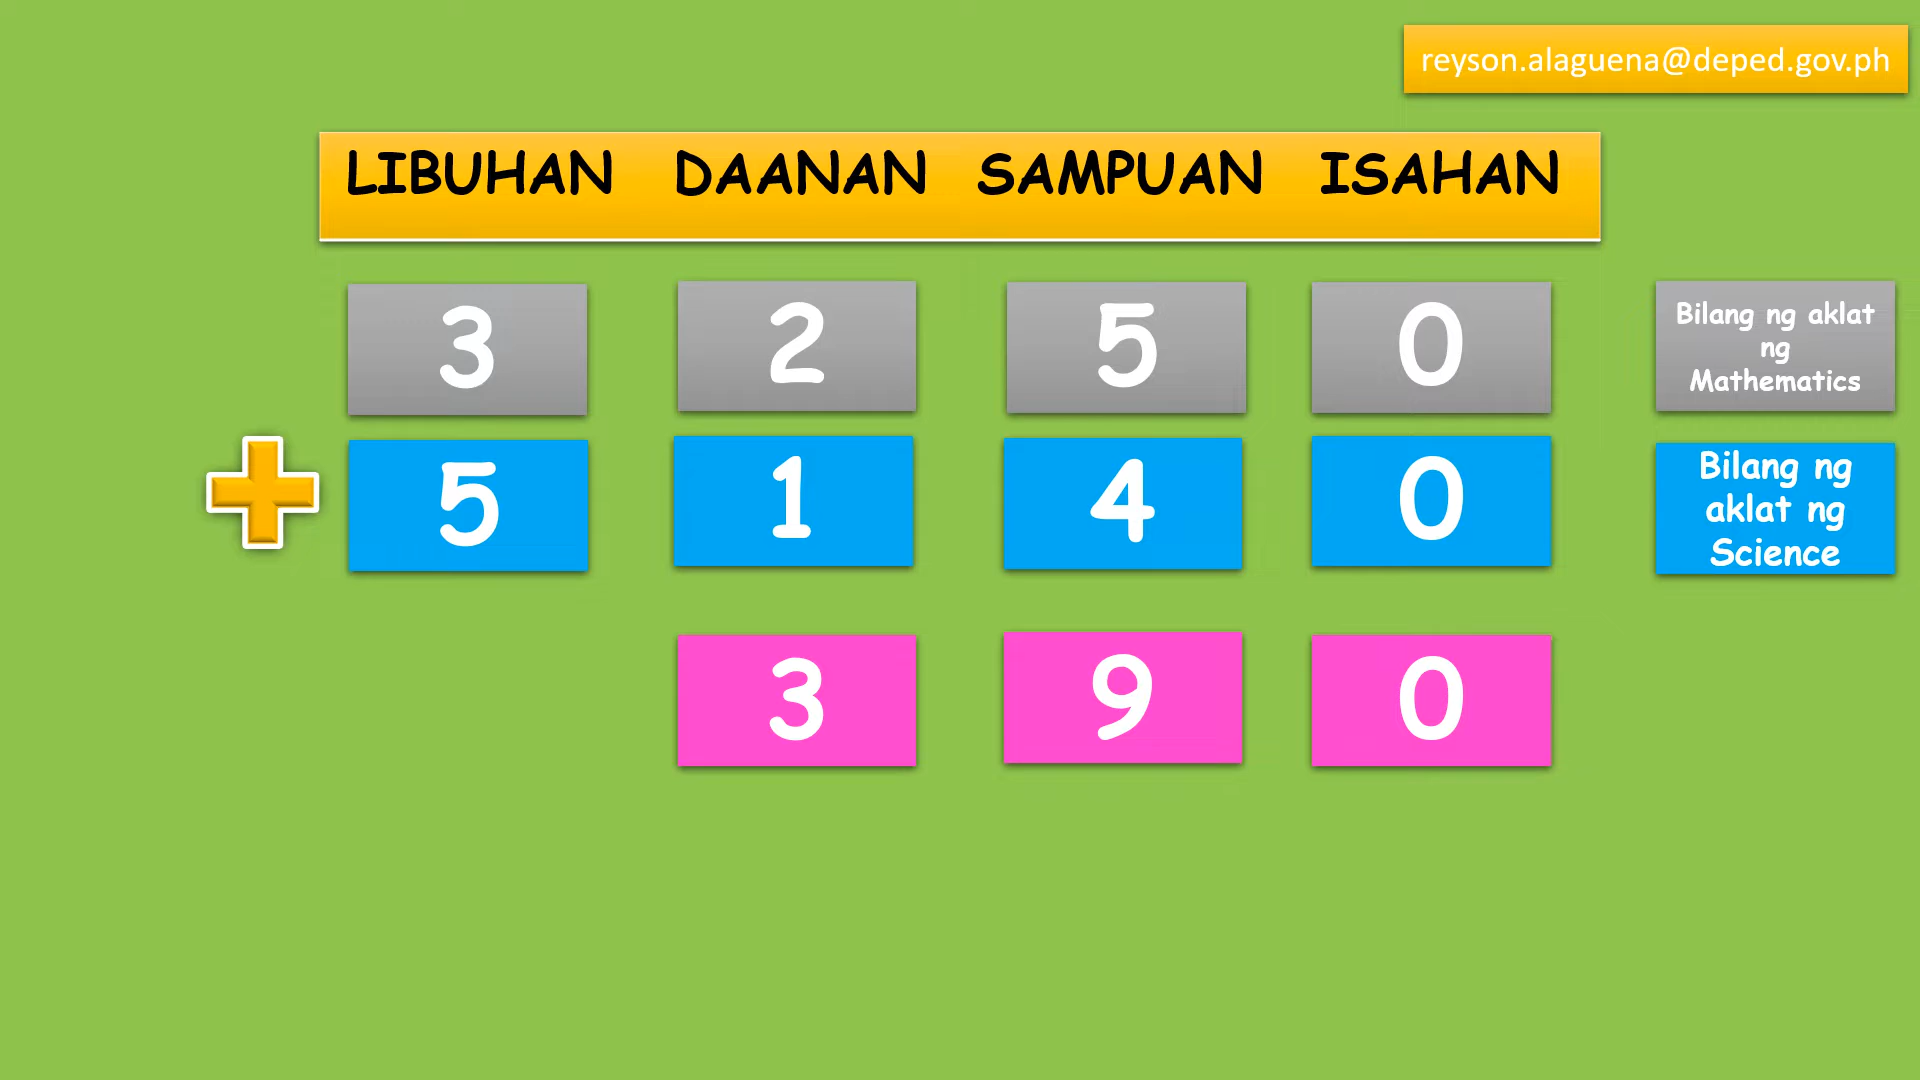 reyson.alaguena@deped.gov.ph
LIBUHAN DAANAN SAMPUAN ISAHAN
3 2 5 0
Bilang ng aklat
ng
Mathematics
5 1 4 0
Bilang ng
aklat ng
Science
3 9 0